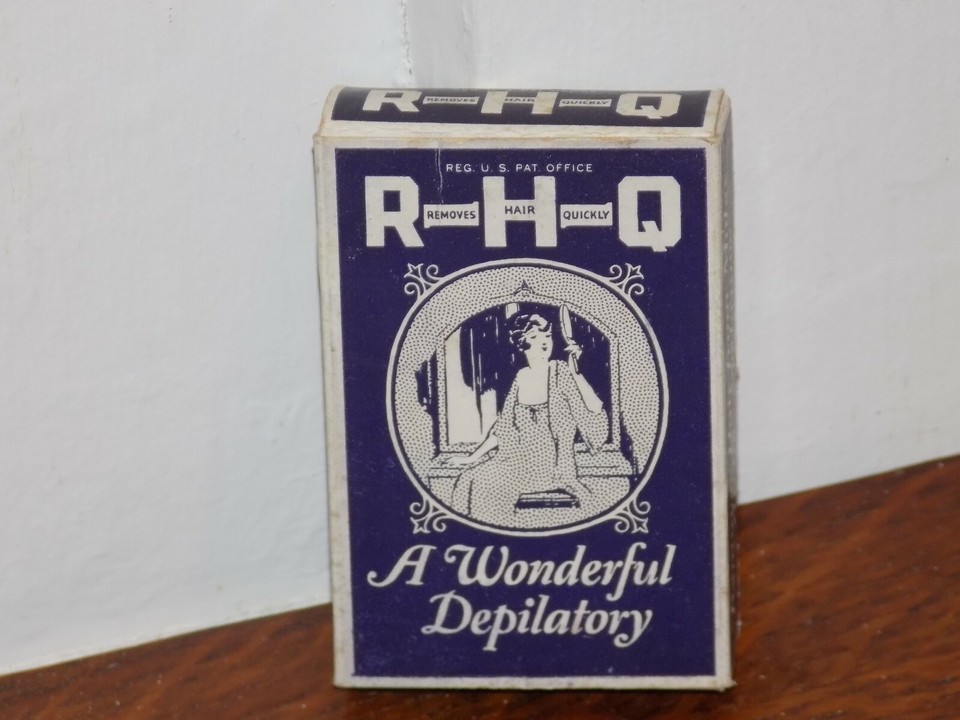 R REMOVES H HAIR QUICKLY Q
REG. U. S. PAT. OFFICE
R REMOVES H HAIR QUICKLY Q
A Wonderful
Depilatory